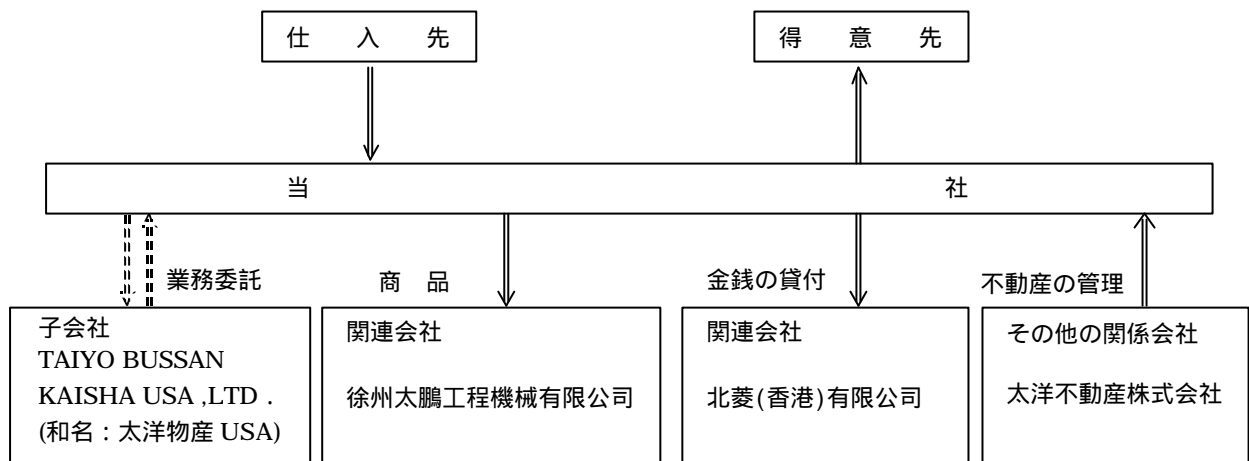 仕 入 先
得 意 先
当 社
業務委託
商 品
金銭の貸付
不動産の管理
子会社
TAIYO BUSSAN
KAISHA USA ,LTD .
(和名：太洋物産 USA)
関連会社
徐州太鵬工程機械有限公司
関連会社
北菱(香港)有限公司
その他の関係会社
太洋不動産株式会社